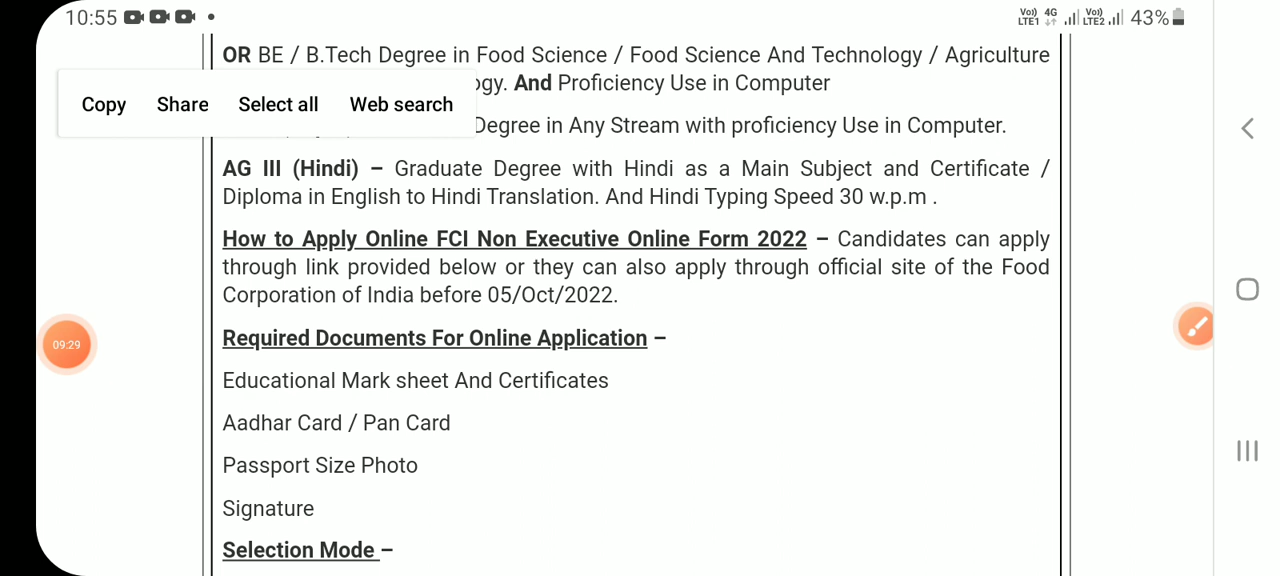 10:55
Vo) 4G Vo)
LTE1 LTE2 43%
OR BE / B.Tech Degree in Food Science / Food Science And Technology / Agriculture
ogy. And Proficiency Use in Computer
Copy Share Select all Web search
Degree in Any Stream with proficiency Use in Computer.
AG III (Hindi) – Graduate Degree with Hindi as a Main Subject and Certificate /
Diploma in English to Hindi Translation. And Hindi Typing Speed 30 w.p.m .
How to Apply Online FCI Non Executive Online Form 2022 – Candidates can apply
through link provided below or they can also apply through official site of the Food
Corporation of India before 05/Oct/2022.
09:29
Required Documents For Online Application –
Educational Mark sheet And Certificates
Aadhar Card / Pan Card
Passport Size Photo
Signature
Selection Mode –